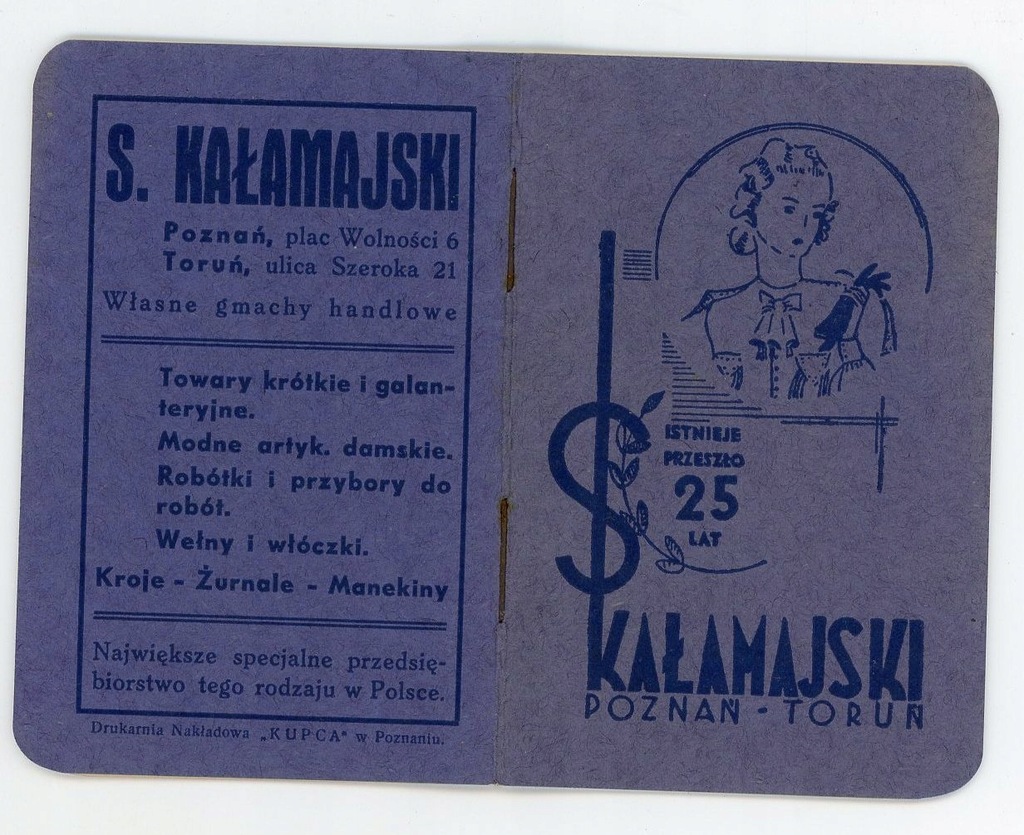 S. KAŁAMAJSKI
Poznań, plac Wolności 6
Toruń, ulica Szeroka 21
Własne gmachy handlowe
Towary krótkie i galan-
teryjne.
Modne artyk. damskie.
Robótki i przybory do
robót.
Wełny i włóczki.
Kroje - Żurnale - Manekiny
Największe specjalne przedsię-
biorstwo tego rodzaju w Polsce.
Drukarnia Nakładowa „KUPCA" w Poznaniu.
ISTNIEJE
PRZESZŁO
25
LAT
S
KAŁAMAJSKI
POZNAŃ - TORUŃ